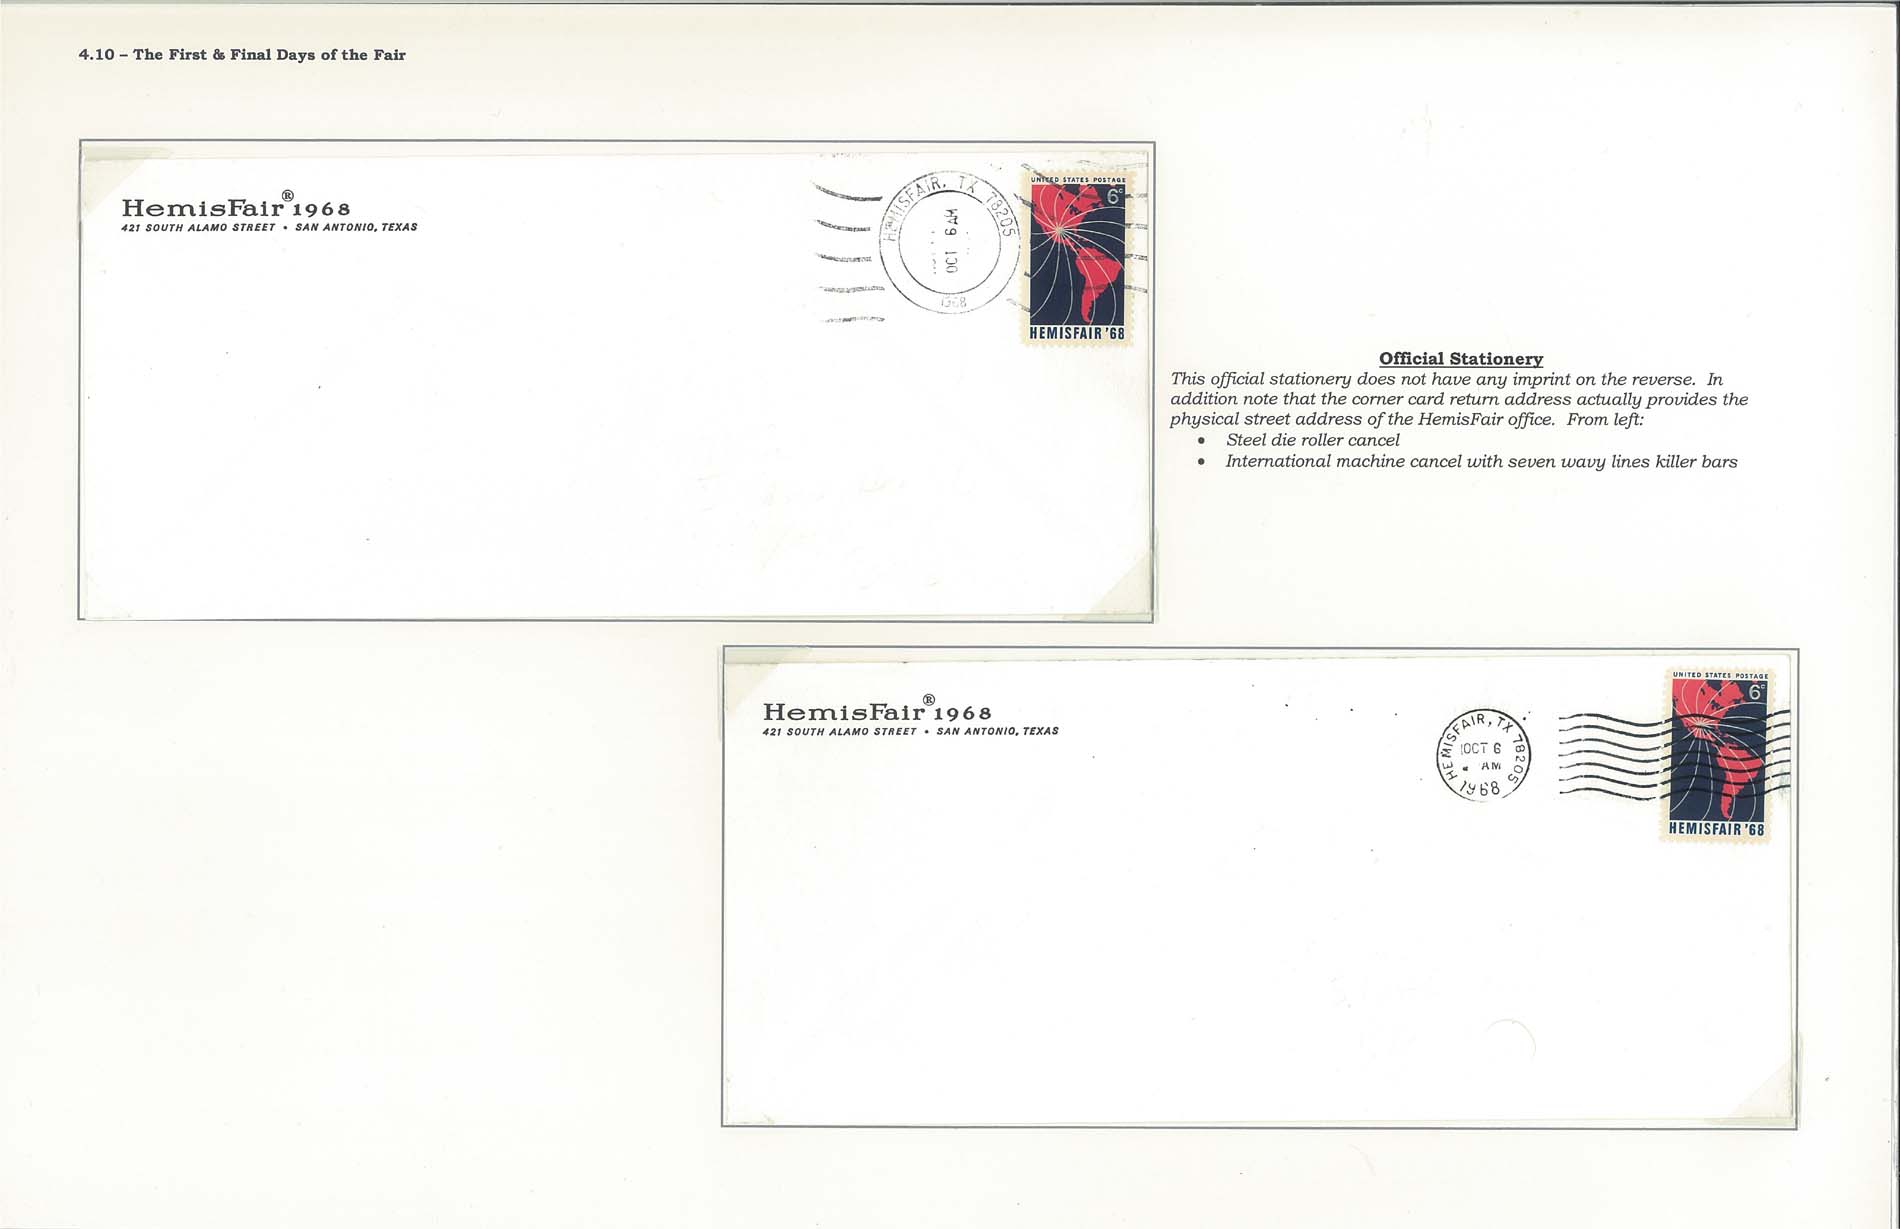 4.10 – The First & Final Days of the Fair
HemisFair® 1968
421 SOUTH ALAMO STREET • SAN ANTONIO, TEXAS
HEMISFAIR, TX 78205
OCT 6 AM
1968
UNITED STATES POSTAGE
6c
HEMISFAIR '68
Official Stationery
This official stationery does not have any imprint on the reverse. In
addition note that the corner card return address actually provides the
physical street address of the HemisFair office. From left:
• Steel die roller cancel
• International machine cancel with seven wavy lines killer bars
HemisFair® 1968
421 SOUTH ALAMO STREET • SAN ANTONIO, TEXAS
HEMISFAIR, TX 78205
OCT 6
AM
1968
UNITED STATES POSTAGE
6c
HEMISFAIR '68